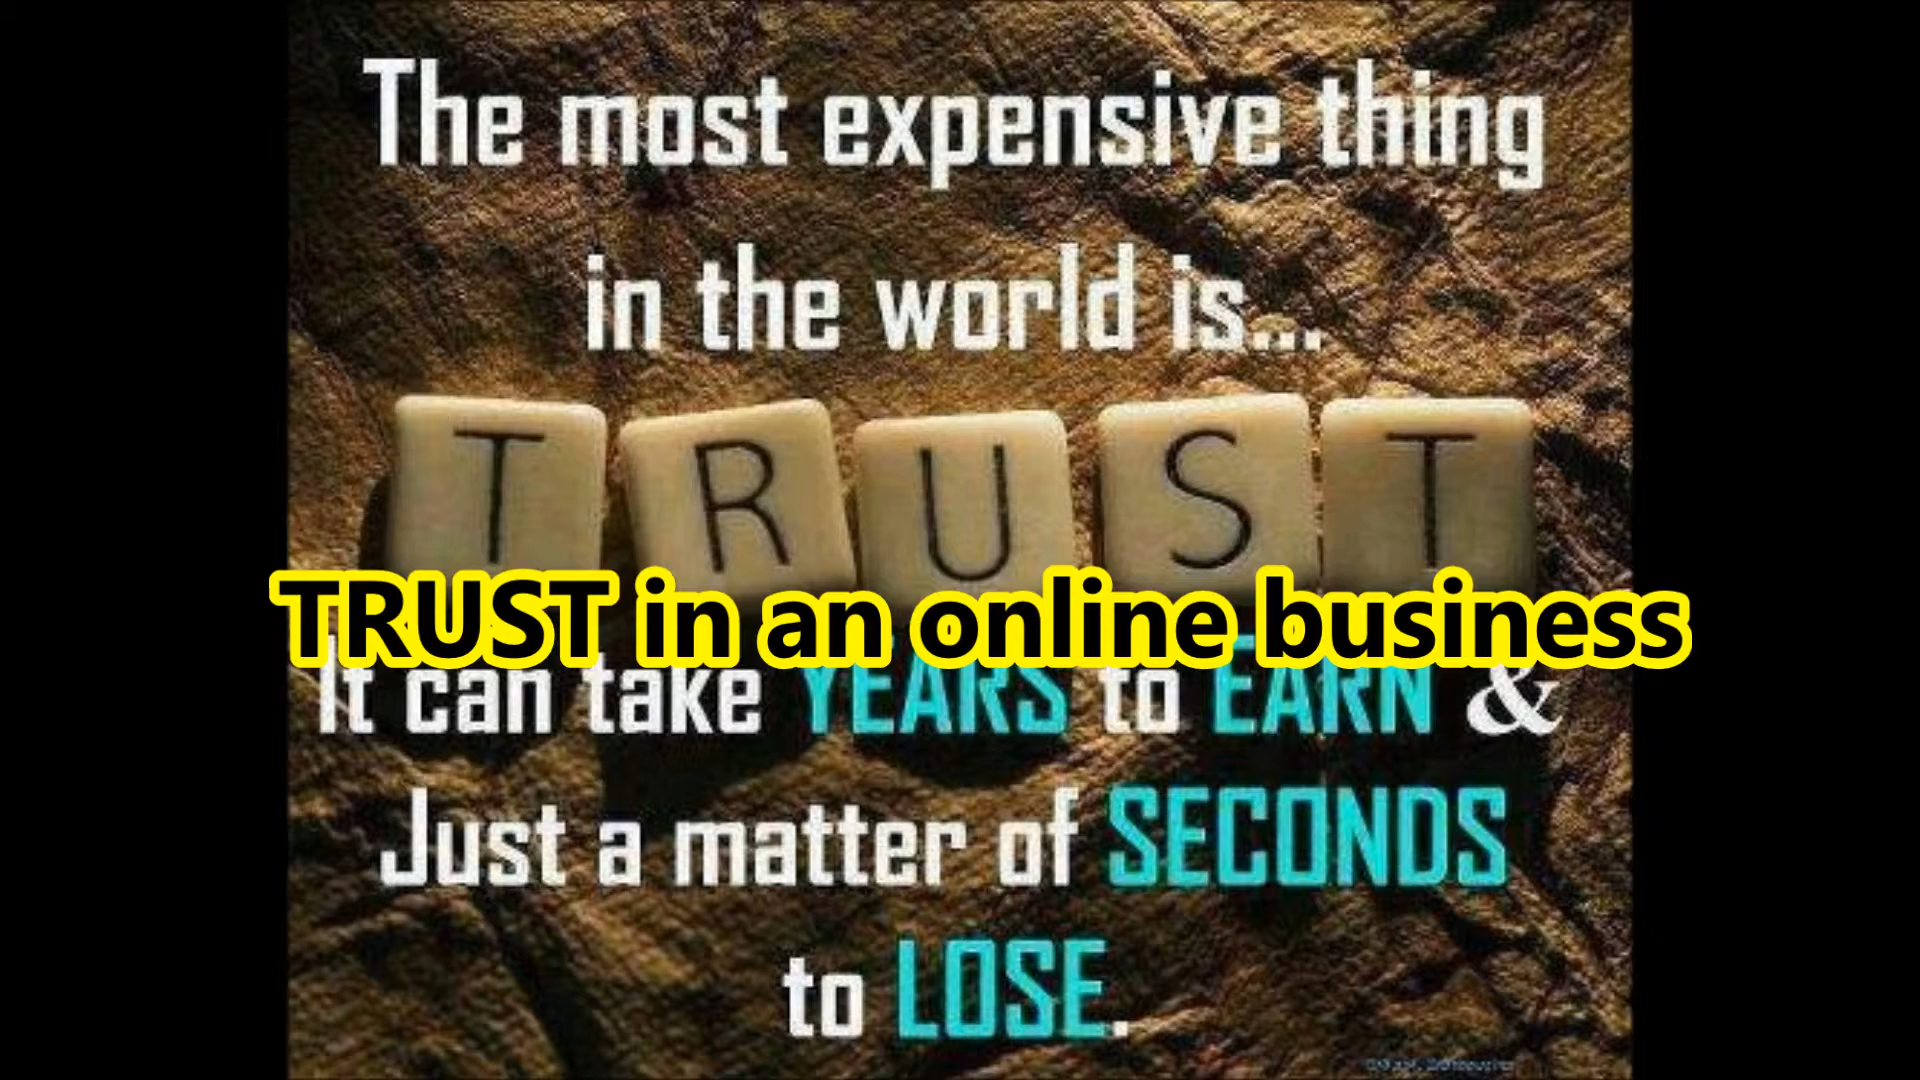 The most expensive thing
in the world is...
T R U S T
TRUST in an online business
It can take YEARS to EARN &
Just a matter of SECONDS
to LOSE.